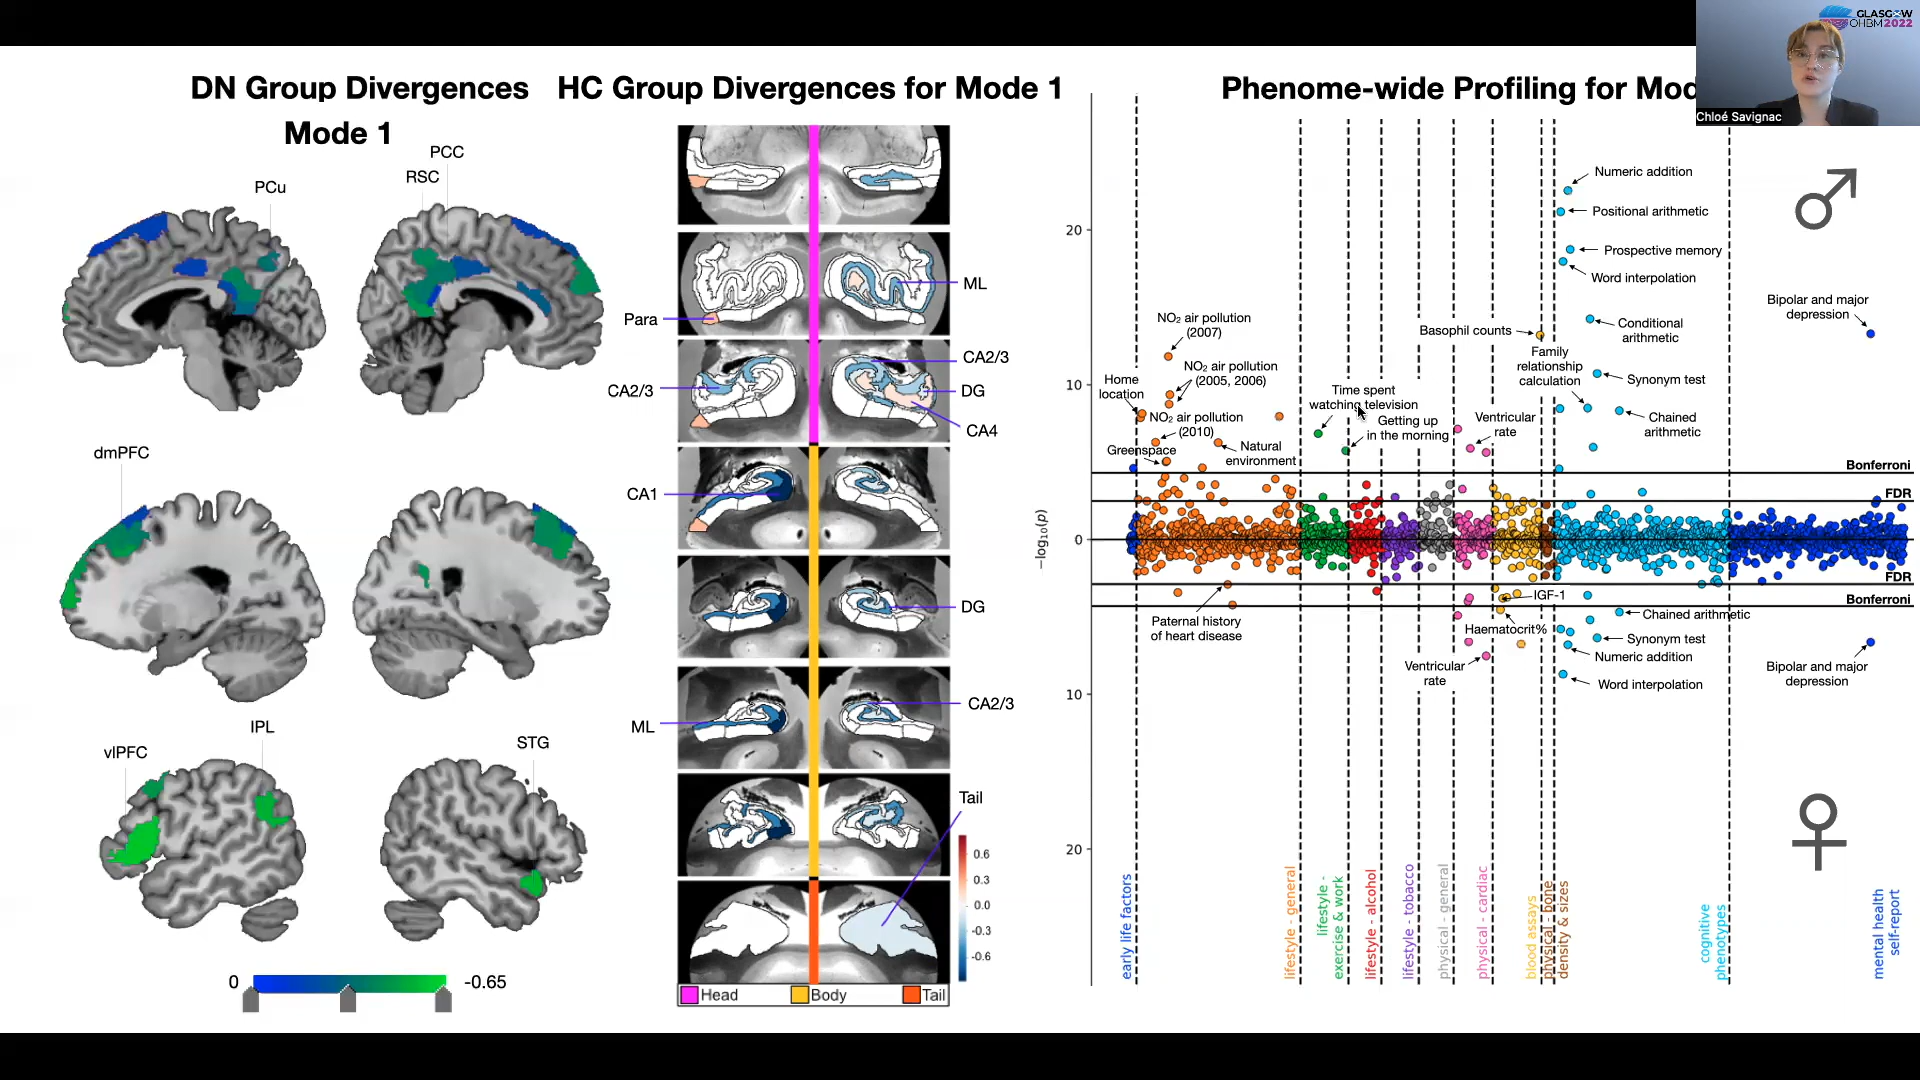 GLASGOW
OHBM2022
Chloé Savignac
DN Group Divergences
Mode 1
PCu
RSC
PCC
dmPFC
vlPFC
IPL
STG
0
-0.65
HC Group Divergences for Mode 1
Para
ML
CA2/3
CA2/3
DG
CA4
CA1
DG
ML
CA2/3
Tail
0.6
0.3
0.0
-0.3
-0.6
Head
Body
Tail
Phenome-wide Profiling for Mod
Numeric addition
Positional arithmetic
Prospective memory
Word interpolation
Bipolar and major
depression
Conditional
arithmetic
Basophil counts
Family
relationship
calculation
Synonym test
Chained
arithmetic
NO₂ air pollution
(2007)
NO₂ air pollution
(2005, 2006)
Home
location
NO₂ air pollution
(2010)
Greenspace
Natural
environment
Time spent
watching television
Getting up
in the morning
Ventricular
rate
Bonferroni
FDR
FDR
Bonferroni
20
10
0
10
20
−log₁₀(p)
Paternal history
of heart disease
IGF-1
Haematocrit%
Ventricular
rate
Chained arithmetic
Synonym test
Numeric addition
Word interpolation
Bipolar and major
depression
early life factors
lifestyle - general
lifestyle -
exercise & work
lifestyle - alcohol
lifestyle - tobacco
physical - general
physical - cardiac
blood assays
physical - bone
density & sizes
cognitive
phenotypes
mental health
self-report